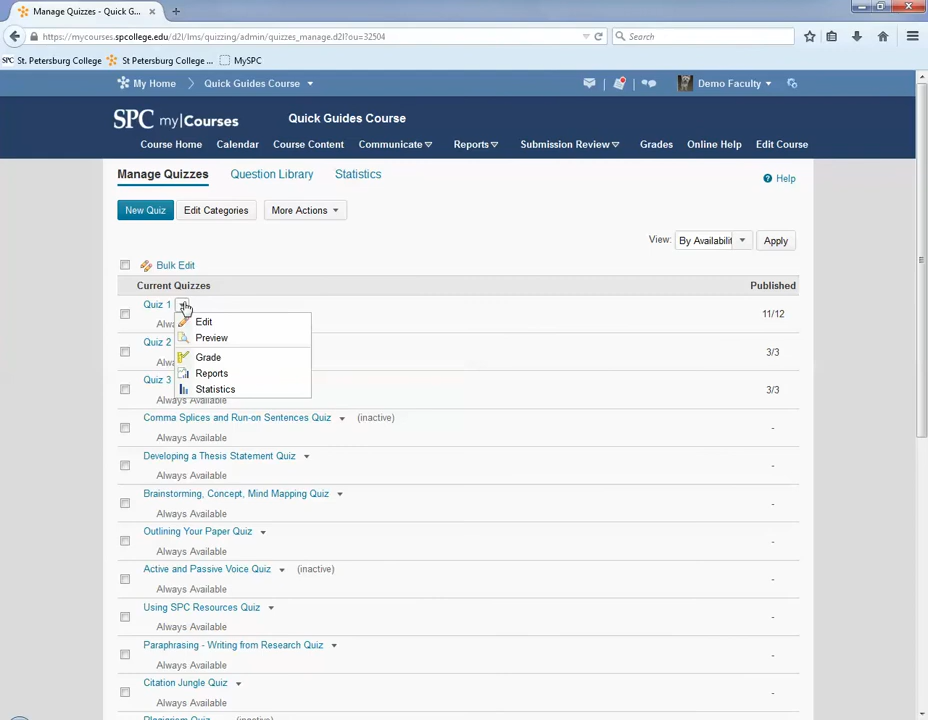 Manage Quizzes - Quick G...
https://mycourses.spcollege.edu/d2l/lms/quizzing/admin/quizzes_manage.d2l?ou=32504
Search
St. Petersburg College
St Petersburg College ...
MySPC
My Home
Quick Guides Course
Demo Faculty
SPC my|Courses
Quick Guides Course
Course Home
Calendar
Course Content
Communicate
Reports
Submission Review
Grades
Online Help
Edit Course
Manage Quizzes
Question Library
Statistics
Help
New Quiz
Edit Categories
More Actions
View:
By Availabilit
Apply
Bulk Edit
Current Quizzes
Published
Quiz 1
Alwa
11/12
Edit
Preview
Grade
Reports
Statistics
Quiz 2
Alwa
3/3
Quiz 3
Always Available
3/3
Comma Splices and Run-on Sentences Quiz
(inactive)
Always Available
-
Developing a Thesis Statement Quiz
Always Available
-
Brainstorming, Concept, Mind Mapping Quiz
Always Available
-
Outlining Your Paper Quiz
Always Available
-
Active and Passive Voice Quiz
(inactive)
Always Available
-
Using SPC Resources Quiz
Always Available
-
Paraphrasing - Writing from Research Quiz
Always Available
-
Citation Jungle Quiz
Always Available
-
Plagiarism Quiz
(inactive)